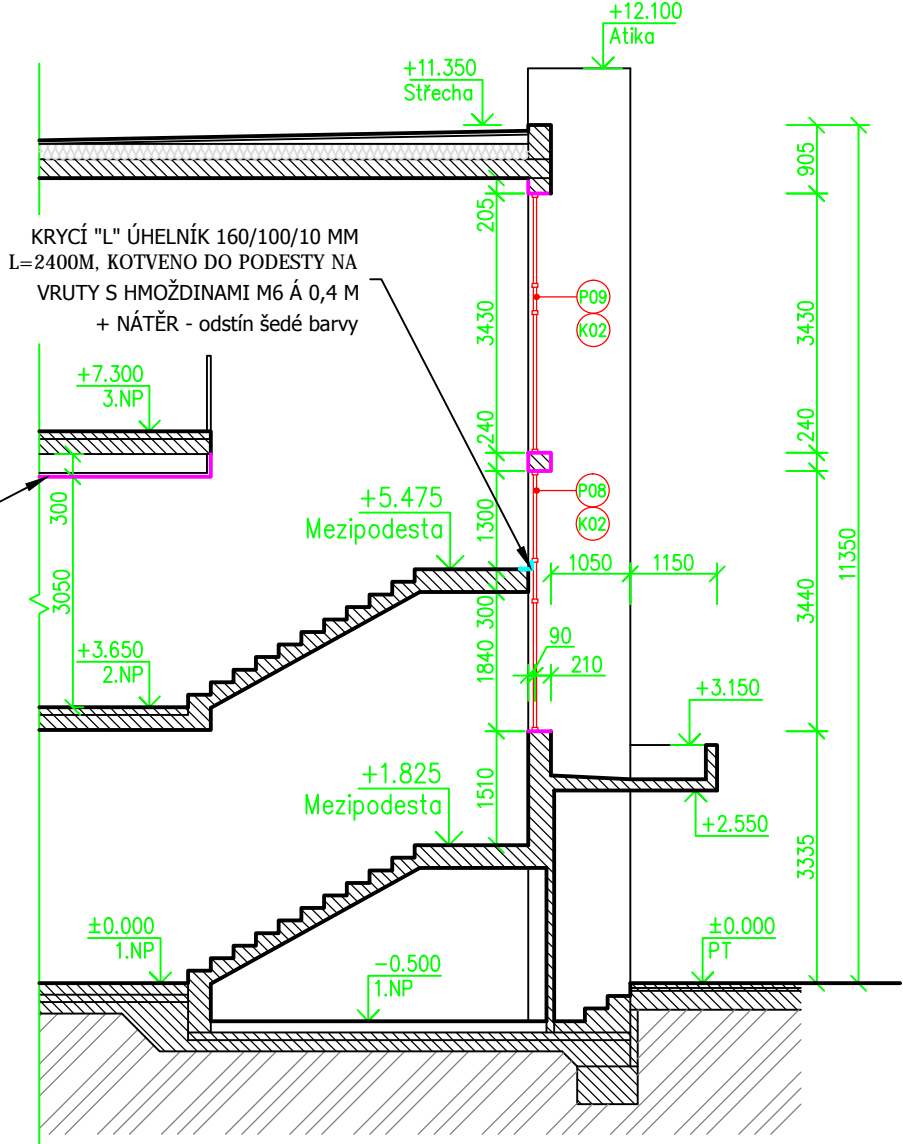 +12.100
Atika
+11.350
Střecha
905
205
KRYCÍ "L" ÚHELNÍK 160/100/10 MM
L=2400M, KOTVENO DO PODESTY NA
VRUTY S HMOŽDINAMI M6 Á 0,4 M
+ NÁTĚR - odstín šedé barvy
P09
K02
3430
3430
+7.300
3.NP
240
240
300
P08
K02
+5.475
Mezipodesta
1300
1050
1150
11350
3050
300
3440
90
210
1840
+3.650
2.NP
+3.150
+1.825
Mezipodesta
1510
+2.550
3335
±0.000
1.NP
±0.000
PT
-0.500
1.NP